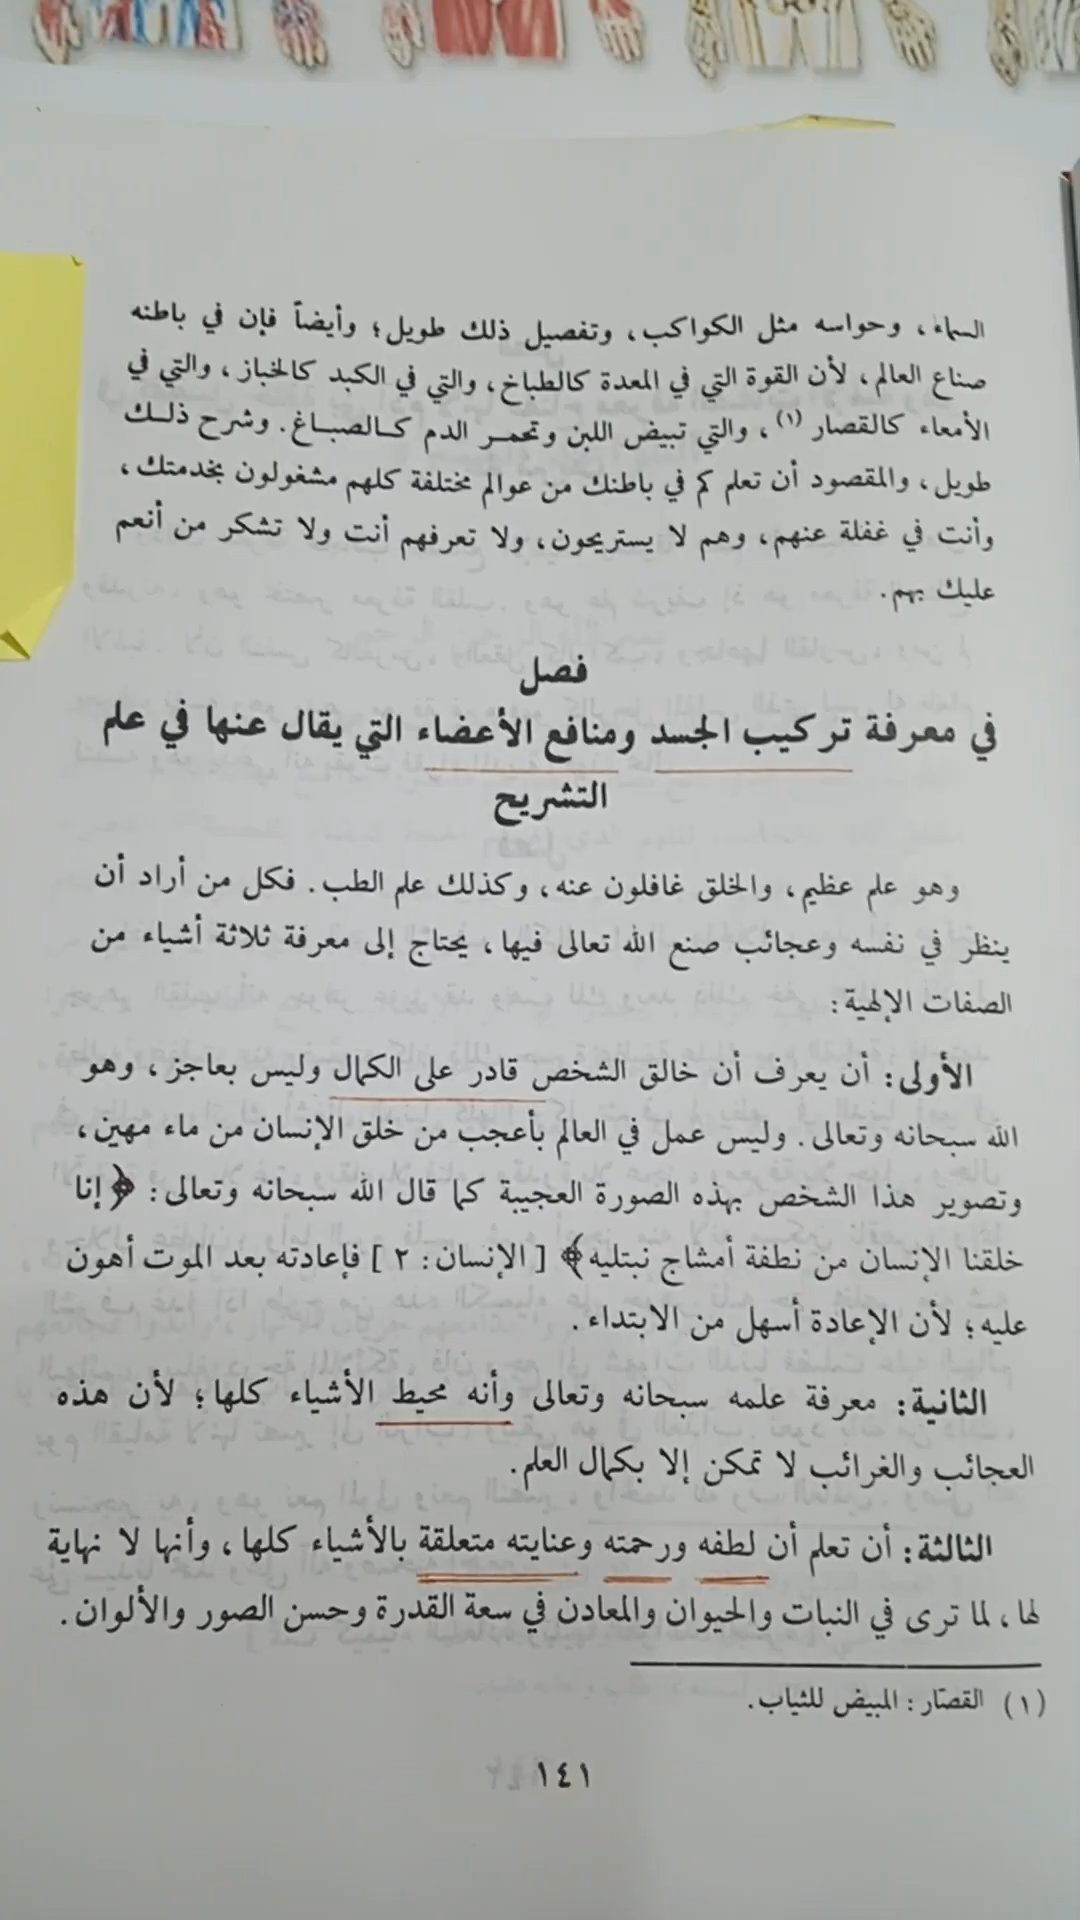 السماء، وحواسه مثل الكواكب، وتفصيل ذلك طويل؛ وأيضاً فإن في باطنه
صناع العالم، لأن القوة التي في المعدة كالطباخ، والتي في الكبد كالخباز، والتي في
الأمعاء كالقصار (١)، والتي تبيض اللبن وتحمر الدم كالصباغ. وشرح ذلك
طويل، والمقصود أن تعلم كم في باطنك من عوالم مختلفة كلهم مشغولون بخدمتك،
وأنت في غفلة عنهم، وهم لا يستريحون، ولا تعرفهم أنت ولا تشكر من أنعم
عليك بهم.
فصل
في معرفة تركيب الجسد ومنافع الأعضاء التي يقال عنها في علم
التشريح
وهو علم عظيم، والخلق غافلون عنه، وكذلك علم الطب. فكل من أراد أن
ينظر في نفسه وعجائب صنع الله تعالى فيها، يحتاج إلى معرفة ثلاثة أشياء من
الصفات الإلهية:
الأولى: أن يعرف أن خالق الشخص قادر على الكمال وليس بعاجز، وهو
الله سبحانه وتعالى. وليس عمل في العالم بأعجب من خلق الإنسان من ماء مهين،
وتصوير هذا الشخص بهذه الصورة العجيبة كما قال الله سبحانه وتعالى: ﴿إنا
خلقنا الإنسان من نطفة أمشاج نبتليه﴾ [الإنسان: ٢] فإعادته بعد الموت أهون
عليه؛ لأن الإعادة أسهل من الابتداء.
الثانية: معرفة علمه سبحانه وتعالى وأنه محيط الأشياء كلها؛ لأن هذه
العجائب والغرائب لا تمكن إلا بكمال العلم.
الثالثة: أن تعلم أن لطفه ورحمته وعنايته متعلقة بالأشياء كلها، وأنها لا نهاية
لها، لما ترى في النبات والحيوان والمعادن في سعة القدرة وحسن الصور والألوان.
(١) القصّار: المبيض للثياب.
١٤١